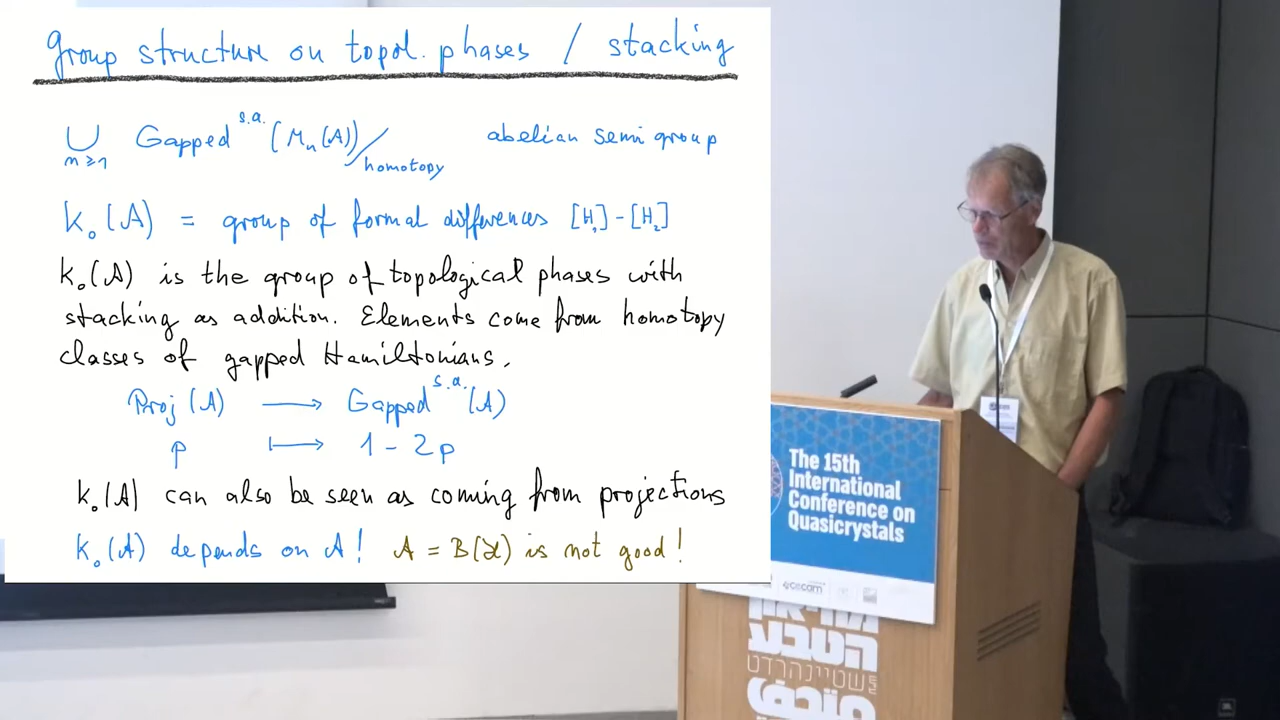 group structure on topol. phases / stacking
⋃ n≥1 Gapped^{s.a.}(M_n(A))/homotopy abelian semi group
K₀(A) = group of formal differences [H₁]-[H₂]
K₀(A) is the group of topological phases with
stacking as addition. Elements come from homotopy
classes of gapped Hamiltonians.
Proj(A) ⟶ Gapped^{s.a.}(A)
p ⟼ 1 - 2p
K₀(A) can also be seen as coming from projections
K₀(A) depends on A! A = B(ℋ) is not good!
The 15th
International
Conference on
Quasicrystals
cecam
הטבע
שטיינהרדט